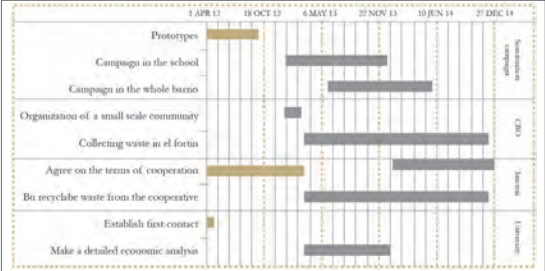 1 APR 12 18 OCT 12 6 MAY 13 22 NOV 13 10 JUN 14 27 DEC 14
Prototypes
Campaign in the school
Campaign in the whole barrio
campaign
Organization of a small scale community
Collecting waste in el fortin
CBO
Agree on the terms of cooperation
Bu recyclabe waste from the cooperative
Establish first contact
Make a detailed economic analysis